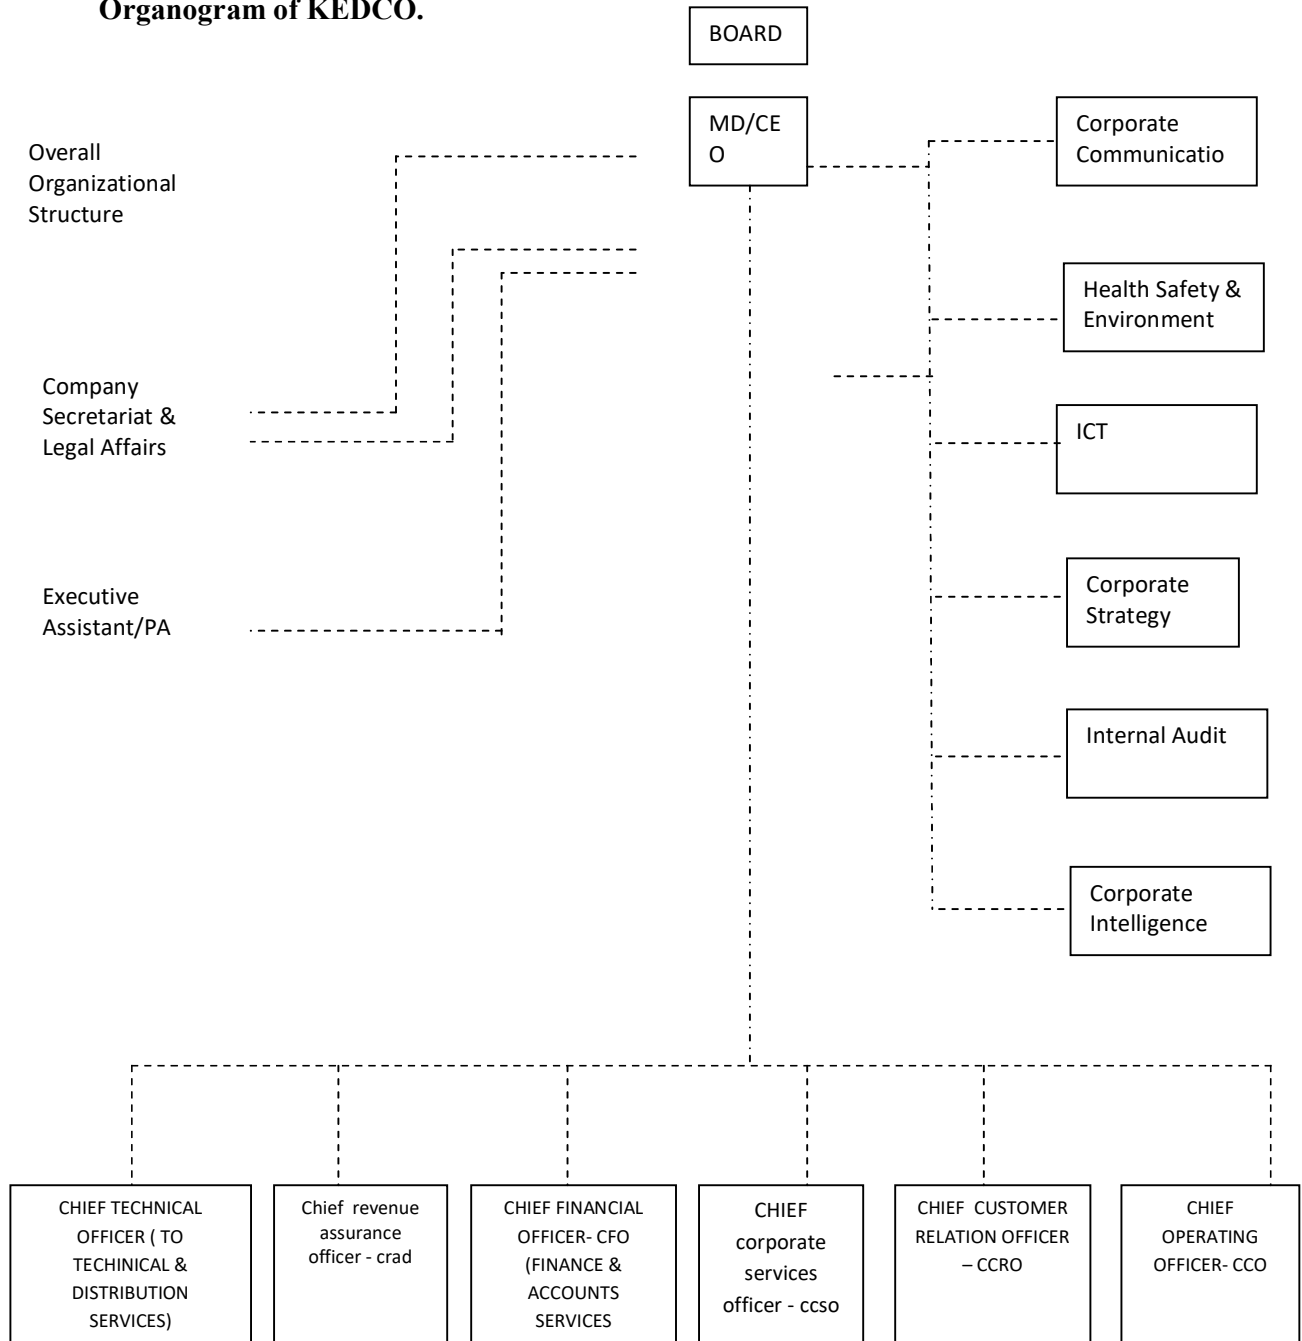 Organogram of KEDCO.
BOARD
MD/CE
O
Corporate
Communicatio
Overall
Organizational
Structure
Health Safety &
Environment
Company
Secretariat &
Legal Affairs
ICT
Executive
Assistant/PA
Corporate
Strategy
Internal Audit
Corporate
Intelligence
CHIEF TECHNICAL
OFFICER ( TO
TECHINICAL &
DISTRIBUTION
SERVICES)
Chief revenue
assurance
officer - crad
CHIEF FINANCIAL
OFFICER- CFO
(FINANCE &
ACCOUNTS
SERVICES
CHIEF
corporate
services
officer - ccso
CHIEF CUSTOMER
RELATION OFFICER
– CCRO
CHIEF
OPERATING
OFFICER- CCO